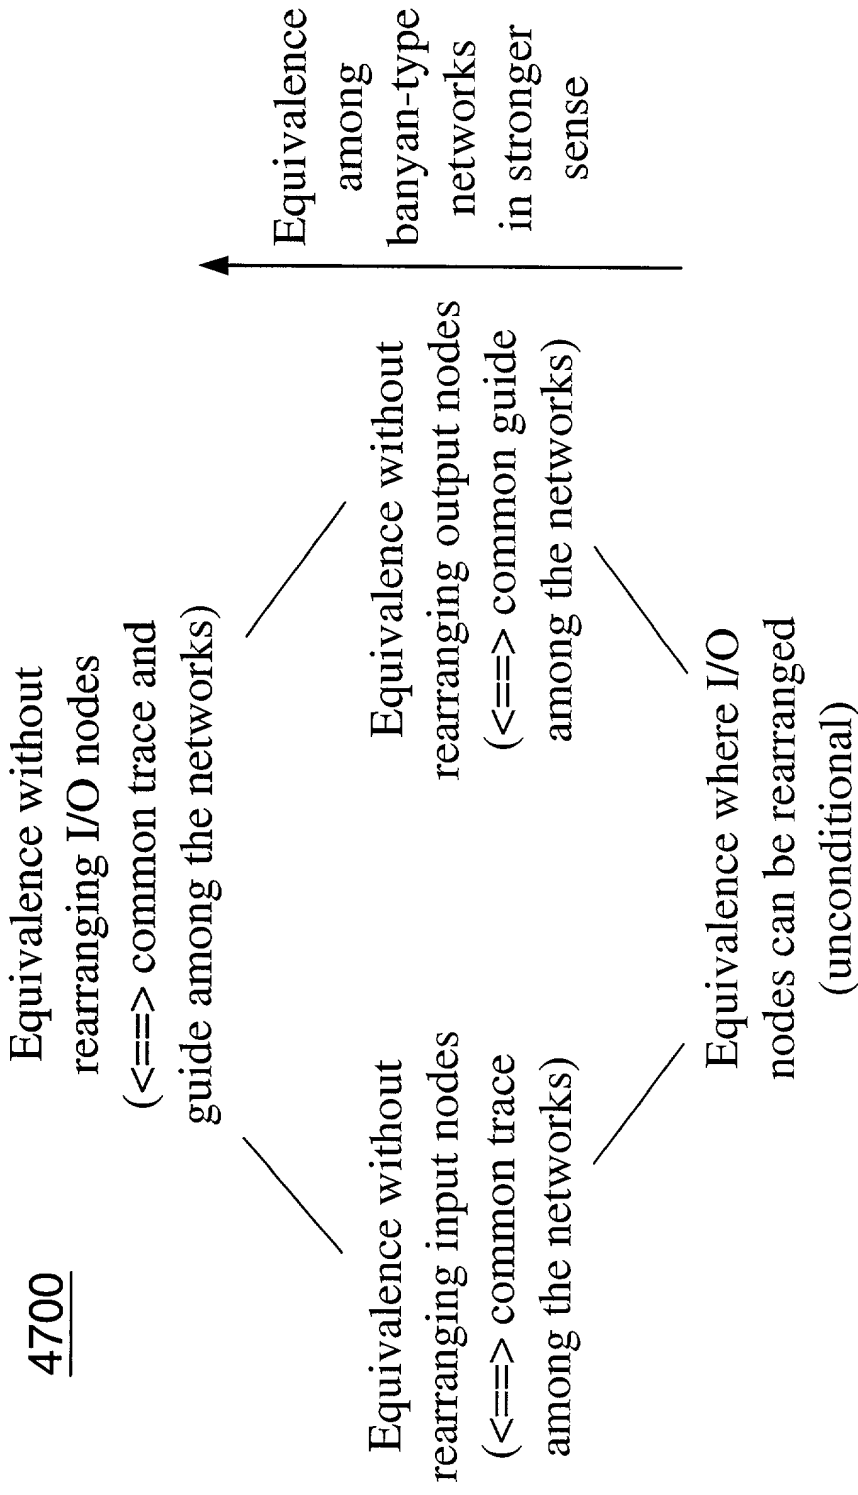 4700
Equivalence without
rearranging I/O nodes
(<==> common trace and
guide among the networks)
Equivalence without
rearranging input nodes
(<==> common trace
among the networks)
Equivalence without
rearranging output nodes
(<==> common guide
among the networks)
Equivalence where I/O
nodes can be rearranged
(unconditional)
Equivalence
among
banyan-type
networks
in stronger
sense